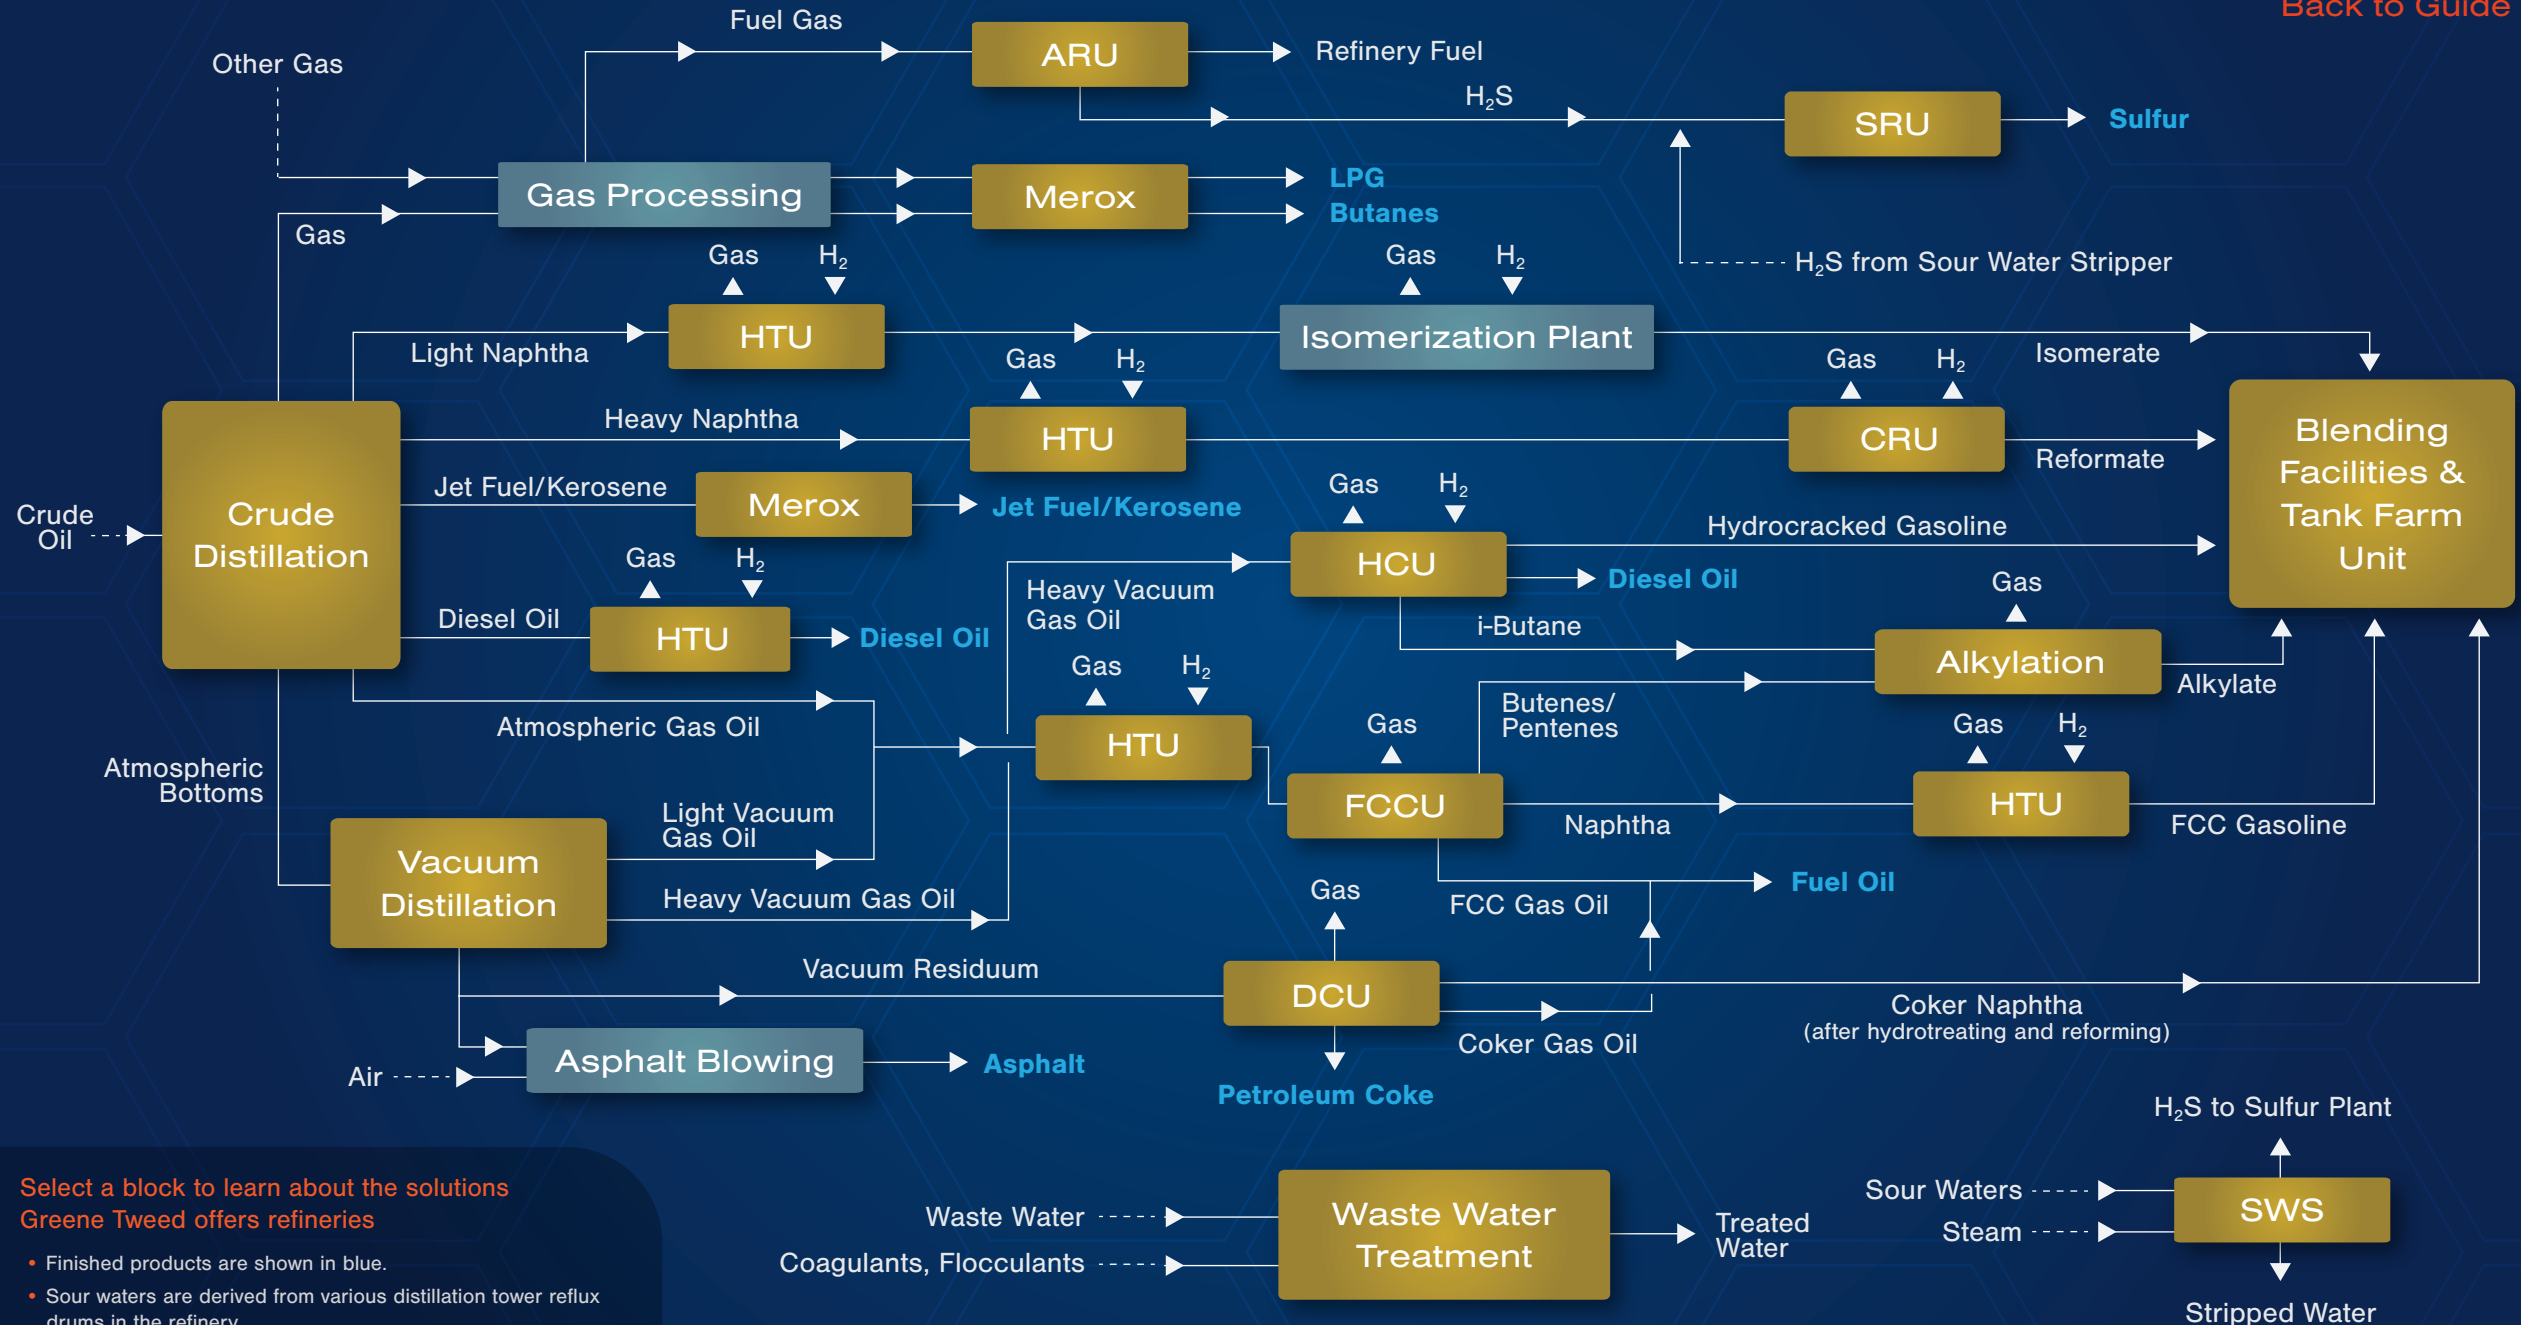 Back to Guide
Fuel Gas
Other Gas
ARU
Refinery Fuel
H₂S
SRU
Sulfur
Gas Processing
Merox
LPG
Butanes
Gas
Gas
H₂
Gas
H₂
H₂S from Sour Water Stripper
HTU
Isomerization Plant
Light Naphtha
Isomerate
Gas
H₂
Gas
H₂
Heavy Naphtha
HTU
CRU
Reformate
Blending
Facilities &
Tank Farm
Unit
Crude
Oil
Crude
Distillation
Jet Fuel/Kerosene
Merox
Jet Fuel/Kerosene
Gas
H₂
Hydrocracked Gasoline
HCU
Diesel Oil
Gas
H₂
Heavy Vacuum
Gas Oil
Diesel Oil
HTU
Diesel Oil
i-Butane
Gas
Alkylation
Alkylate
Gas
H₂
Atmospheric Gas Oil
HTU
Butenes/
Pentenes
Gas
Gas
H₂
Atmospheric
Bottoms
Light Vacuum
Gas Oil
FCCU
Naphtha
HTU
FCC Gasoline
Vacuum
Distillation
Heavy Vacuum Gas Oil
Gas
FCC Gas Oil
Fuel Oil
Vacuum Residuum
DCU
Coker Naphtha
(after hydrotreating and reforming)
Coker Gas Oil
Air
Asphalt Blowing
Asphalt
Petroleum Coke
H₂S to Sulfur Plant
Select a block to learn about the solutions
Greene Tweed offers refineries
• Finished products are shown in blue.
• Sour waters are derived from various distillation tower reflux
drums in the refinery
Waste Water
Coagulants, Flocculants
Waste Water
Treatment
Treated
Water
Sour Waters
Steam
SWS
Stripped Water